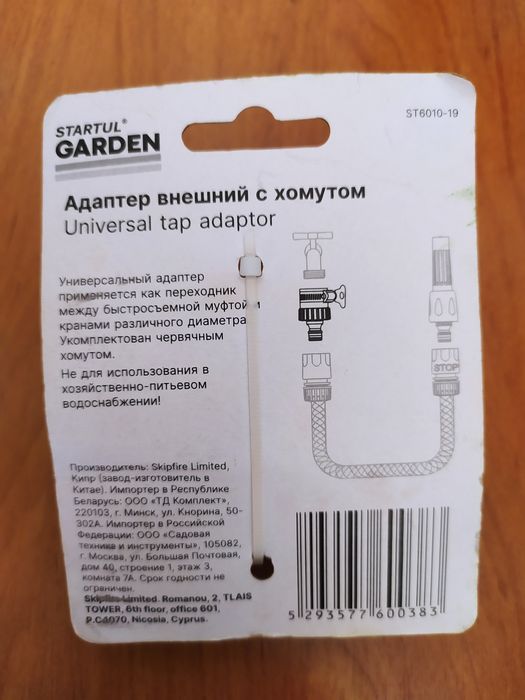 STARTUL®
GARDEN
ST6010-19
Адаптер внешний с хомутом
Universal tap adaptor
Универсальный адаптер
применяется как переходник
между быстросъемной муфтой и
кранами различного диаметра.
Укомплектован червячным
хомутом.
Не для использования в
хозяйственно-питьевом
водоснабжении!
STOP
Производитель: Skipfire Limited,
Кипр (завод-изготовитель в
Китае). Импортер в Республике
Беларусь: ООО «ТД Комплект»,
220103, г. Минск, ул. Кнорина, 50-
302А. Импортер в Российской
Федерации: ООО «Садовая
техника и инструменты», 105082,
г. Москва, ул. Большая Почтовая,
дом 40, строение 1, этаж 3,
комната 7А. Срок годности не
ограничен.
Skipfire Limited. Romanou, 2, TLAIS
TOWER, 6th floor, office 601,
P.C4070, Nicosia, Cyprus.
5 293577 600383